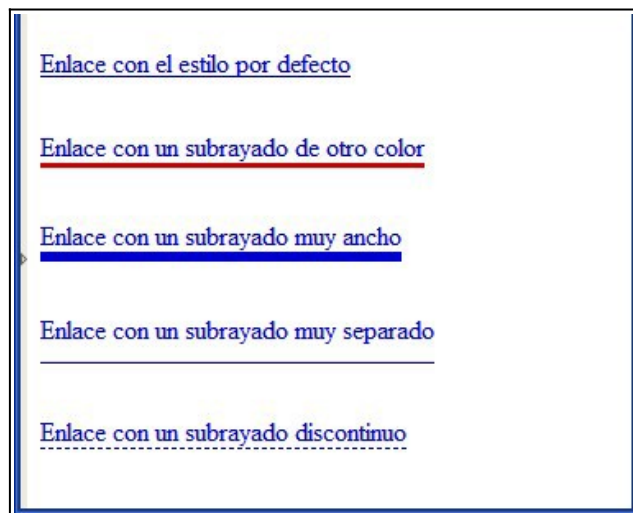 Enlace con el estilo por defecto
Enlace con un subrayado de otro color
Enlace con un subrayado muy ancho
Enlace con un subrayado muy separado
Enlace con un subrayado discontinuo